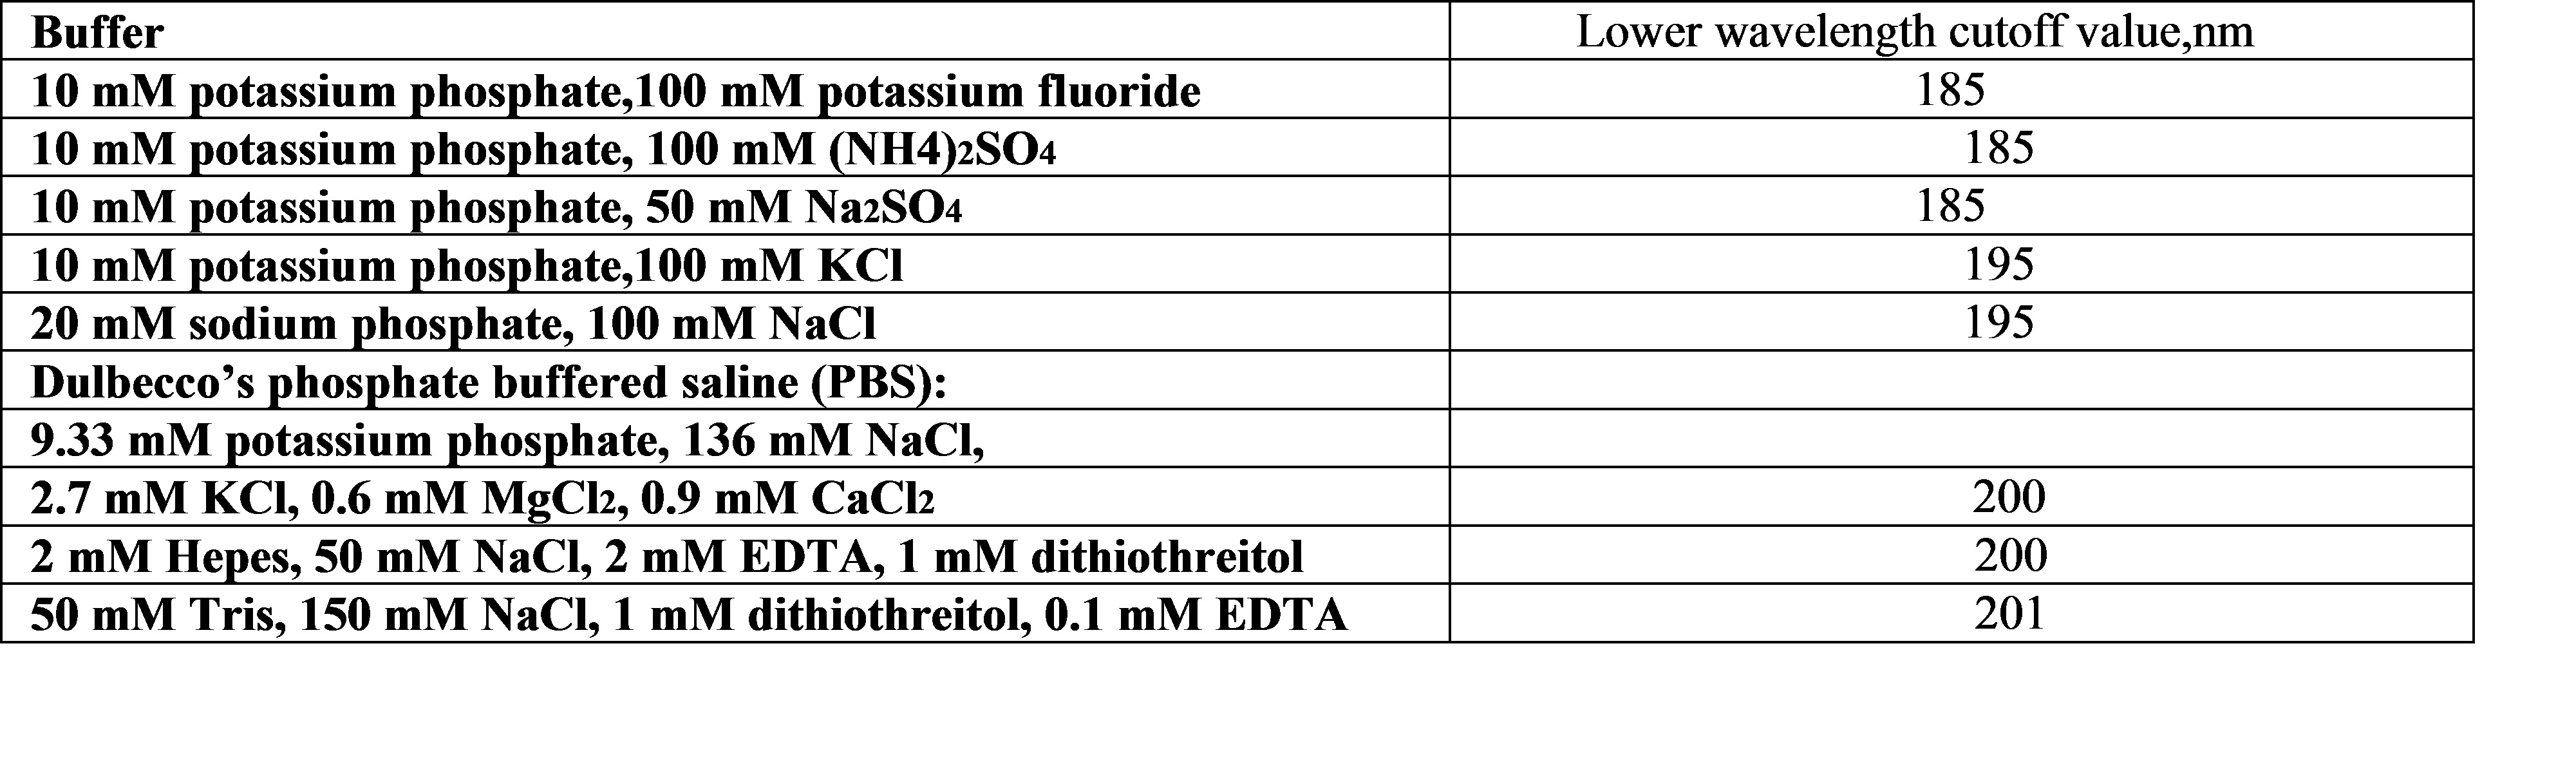 Buffer Lower wavelength cutoff value,nm
10 mM potassium phosphate,100 mM potassium fluoride 185
10 mM potassium phosphate, 100 mM (NH4)2SO4 185
10 mM potassium phosphate, 50 mM Na2SO4 185
10 mM potassium phosphate,100 mM KCl 195
20 mM sodium phosphate, 100 mM NaCl 195
Dulbecco’s phosphate buffered saline (PBS):
9.33 mM potassium phosphate, 136 mM NaCl,
2.7 mM KCl, 0.6 mM MgCl2, 0.9 mM CaCl2 200
2 mM Hepes, 50 mM NaCl, 2 mM EDTA, 1 mM dithiothreitol 200
50 mM Tris, 150 mM NaCl, 1 mM dithiothreitol, 0.1 mM EDTA 201